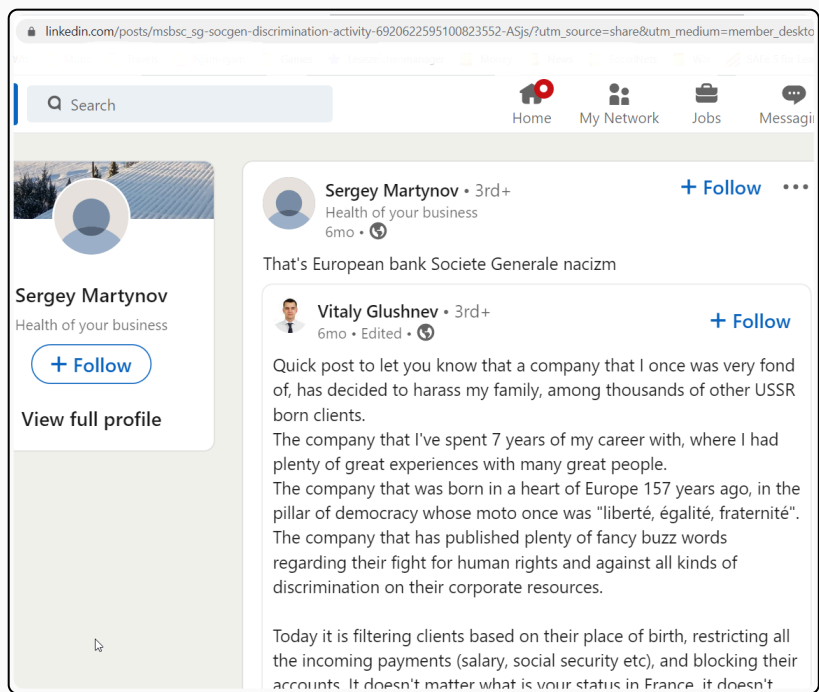 linkedin.com/posts/msbsc_sg-socgen-discrimination-activity-6920622595100823552-ASjs/?utm_source=share&utm_medium=member_deskto
Search
Home
My Network
Jobs
Messagi
Sergey Martynov
Health of your business
+ Follow
View full profile
Sergey Martynov • 3rd+
+ Follow
Health of your business
6mo •
That's European bank Societe Generale nacizm
Vitaly Glushnev • 3rd+
+ Follow
6mo • Edited •
Quick post to let you know that a company that I once was very fond
of, has decided to harass my family, among thousands of other USSR
born clients.
The company that I've spent 7 years of my career with, where I had
plenty of great experiences with many great people.
The company that was born in a heart of Europe 157 years ago, in the
pillar of democracy whose moto once was "liberté, égalité, fraternité".
The company that has published plenty of fancy buzz words
regarding their fight for human rights and against all kinds of
discrimination on their corporate resources.
Today it is filtering clients based on their place of birth, restricting all
the incoming payments (salary, social security etc), and blocking their
accounts. It doesn't matter what is your status in France, it doesn't